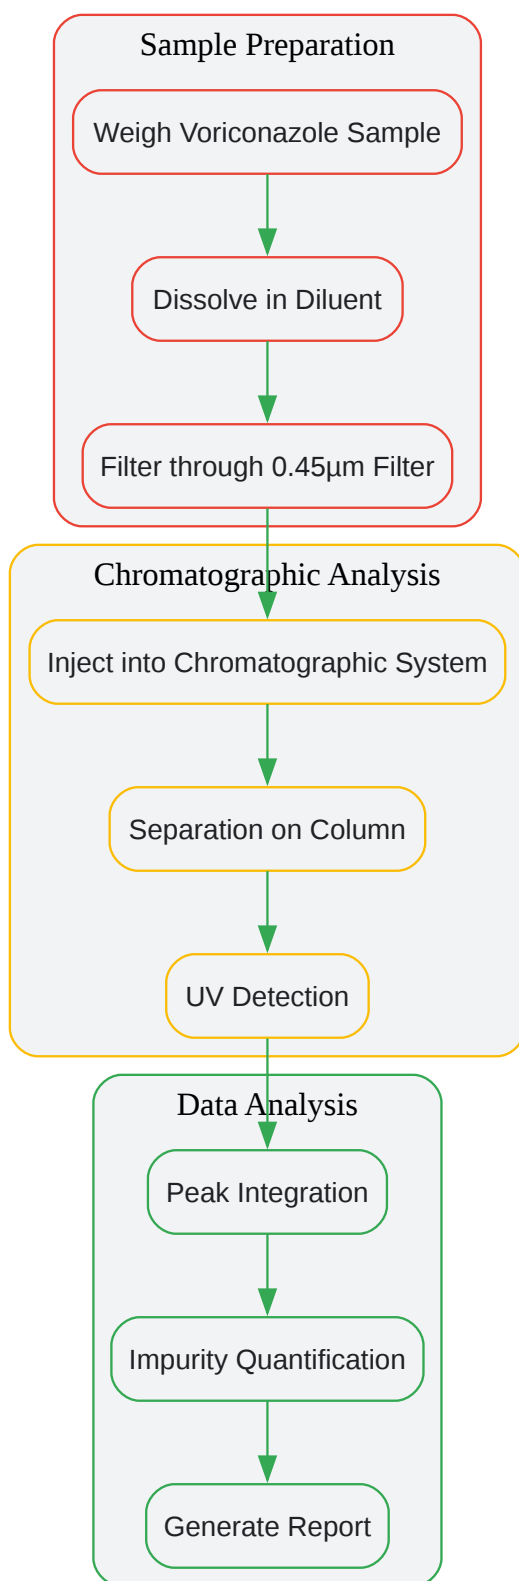 Sample Preparation
Weigh Voriconazole Sample
Dissolve in Diluent
Filter through 0.45µm Filter
Chromatographic Analysis
Inject into Chromatographic System
Separation on Column
UV Detection
Data Analysis
Peak Integration
Impurity Quantification
Generate Report